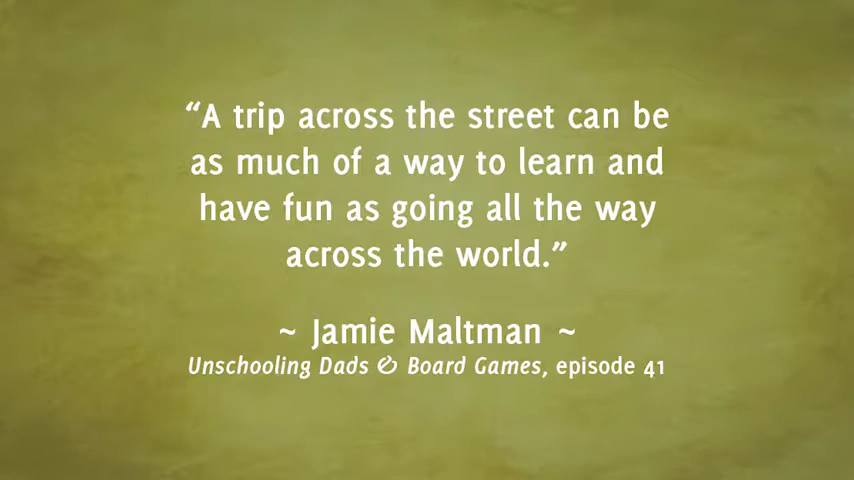 “A trip across the street can be
as much of a way to learn and
have fun as going all the way
across the world.”
~ Jamie Maltman ~
Unschooling Dads & Board Games, episode 41